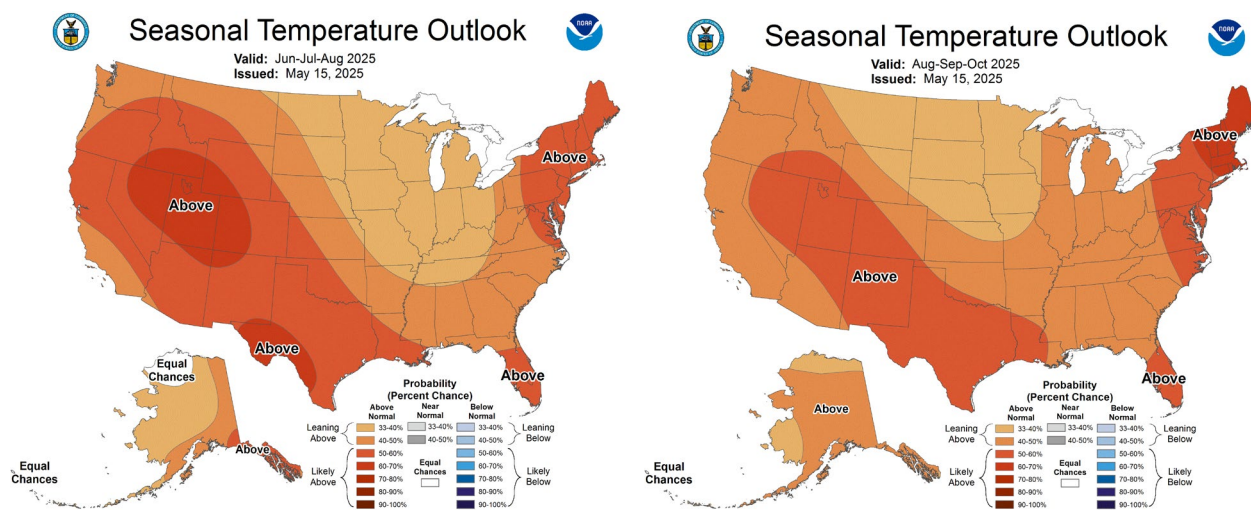 Seasonal Temperature Outlook
NOAA
Valid: Jun-Jul-Aug 2025
Issued: May 15, 2025
Above
Above
Above
Above
Equal
Chances
Above
Equal
Chances
Probability
(Percent Chance)
Above
Normal
Near
Normal
Below
Normal
Leaning
Above
33-40%
40-50%
33-40%
40-50%
33-40%
40-50%
Leaning
Below
Likely
Above
50-60%
60-70%
70-80%
80-90%
90-100%
Equal
Chances
50-60%
60-70%
70-80%
80-90%
90-100%
Likely
Below
Seasonal Temperature Outlook
NOAA
Valid: Aug-Sep-Oct 2025
Issued: May 15, 2025
Above
Above
Above
Above
Equal
Chances
Probability
(Percent Chance)
Above
Normal
Near
Normal
Below
Normal
Leaning
Above
33-40%
40-50%
33-40%
40-50%
33-40%
40-50%
Leaning
Below
Likely
Above
50-60%
60-70%
70-80%
80-90%
90-100%
Equal
Chances
50-60%
60-70%
70-80%
80-90%
90-100%
Likely
Below